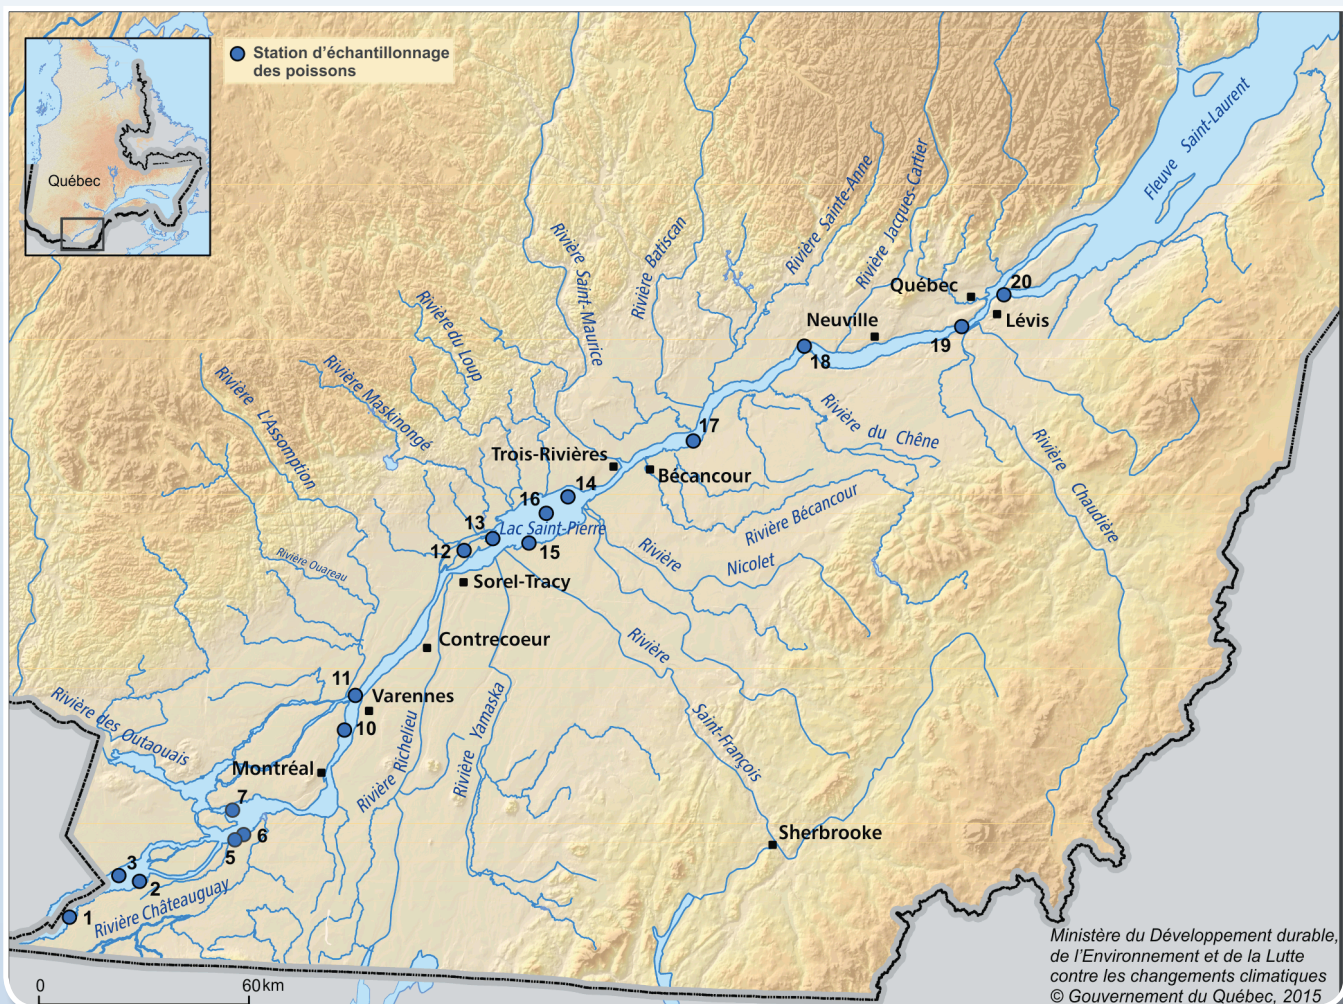 Station d'échantillonnage
des poissons
Québec
Fleuve Saint-Laurent
Rivière Sainte-Anne
Rivière Jacques-Cartier
Rivière Batiscan
Rivière Saint-Maurice
Rivière du Loup
Rivière Maskinongé
Rivière L'Assomption
Rivière Ouareau
Québec
20
Lévis
Neuville
19
18
Rivière du Chêne
Rivière Chaudière
17
Trois-Rivières
Bécancour
14
16
13
Lac Saint-Pierre
12
15
Rivière Bécancour
Rivière Nicolet
Sorel-Tracy
Contrecoeur
Rivière Saint-François
11
Varennes
10
Rivière des Outaouais
Montréal
Rivière Richelieu
Rivière Yamaska
7
6
5
3
2
1
Rivière Châteauguay
Sherbrooke
0 60 km
Ministère du Développement durable,
de l'Environnement et de la Lutte
contre les changements climatiques
© Gouvernement du Québec, 2015